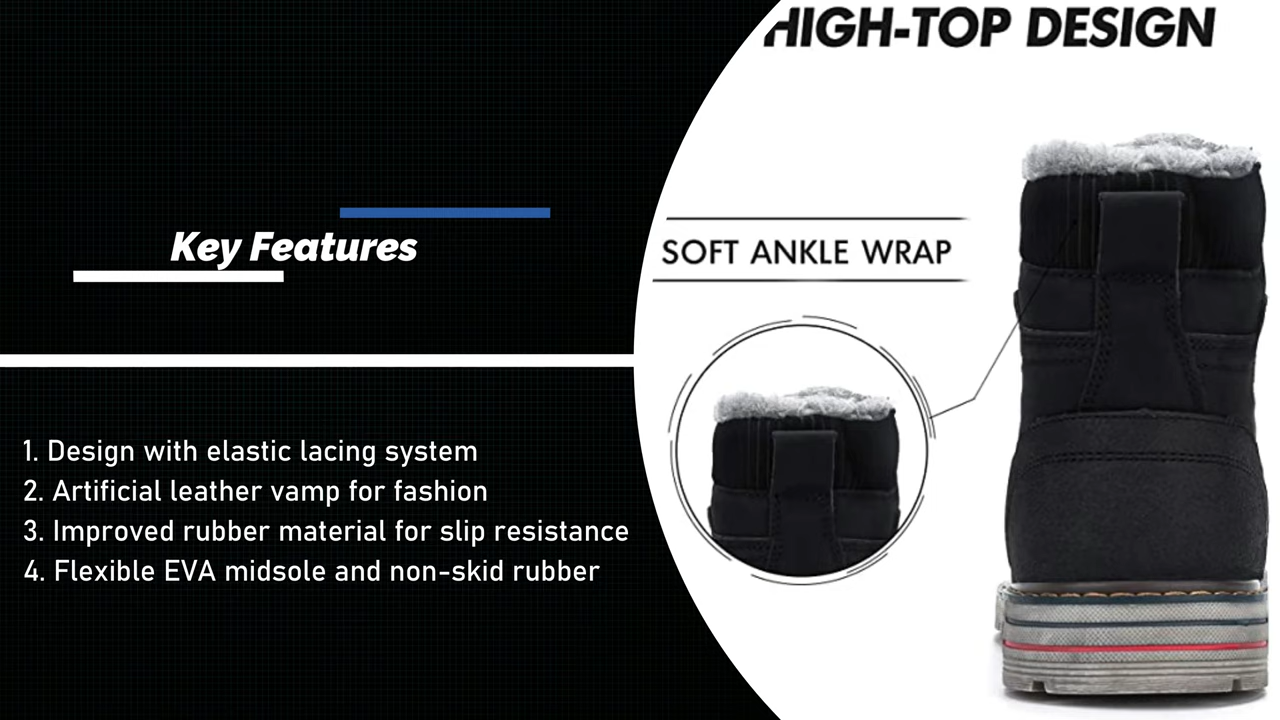 HIGH-TOP DESIGN
Key Features
SOFT ANKLE WRAP
1. Design with elastic lacing system
2. Artificial leather vamp for fashion
3. Improved rubber material for slip resistance
4. Flexible EVA midsole and non-skid rubber